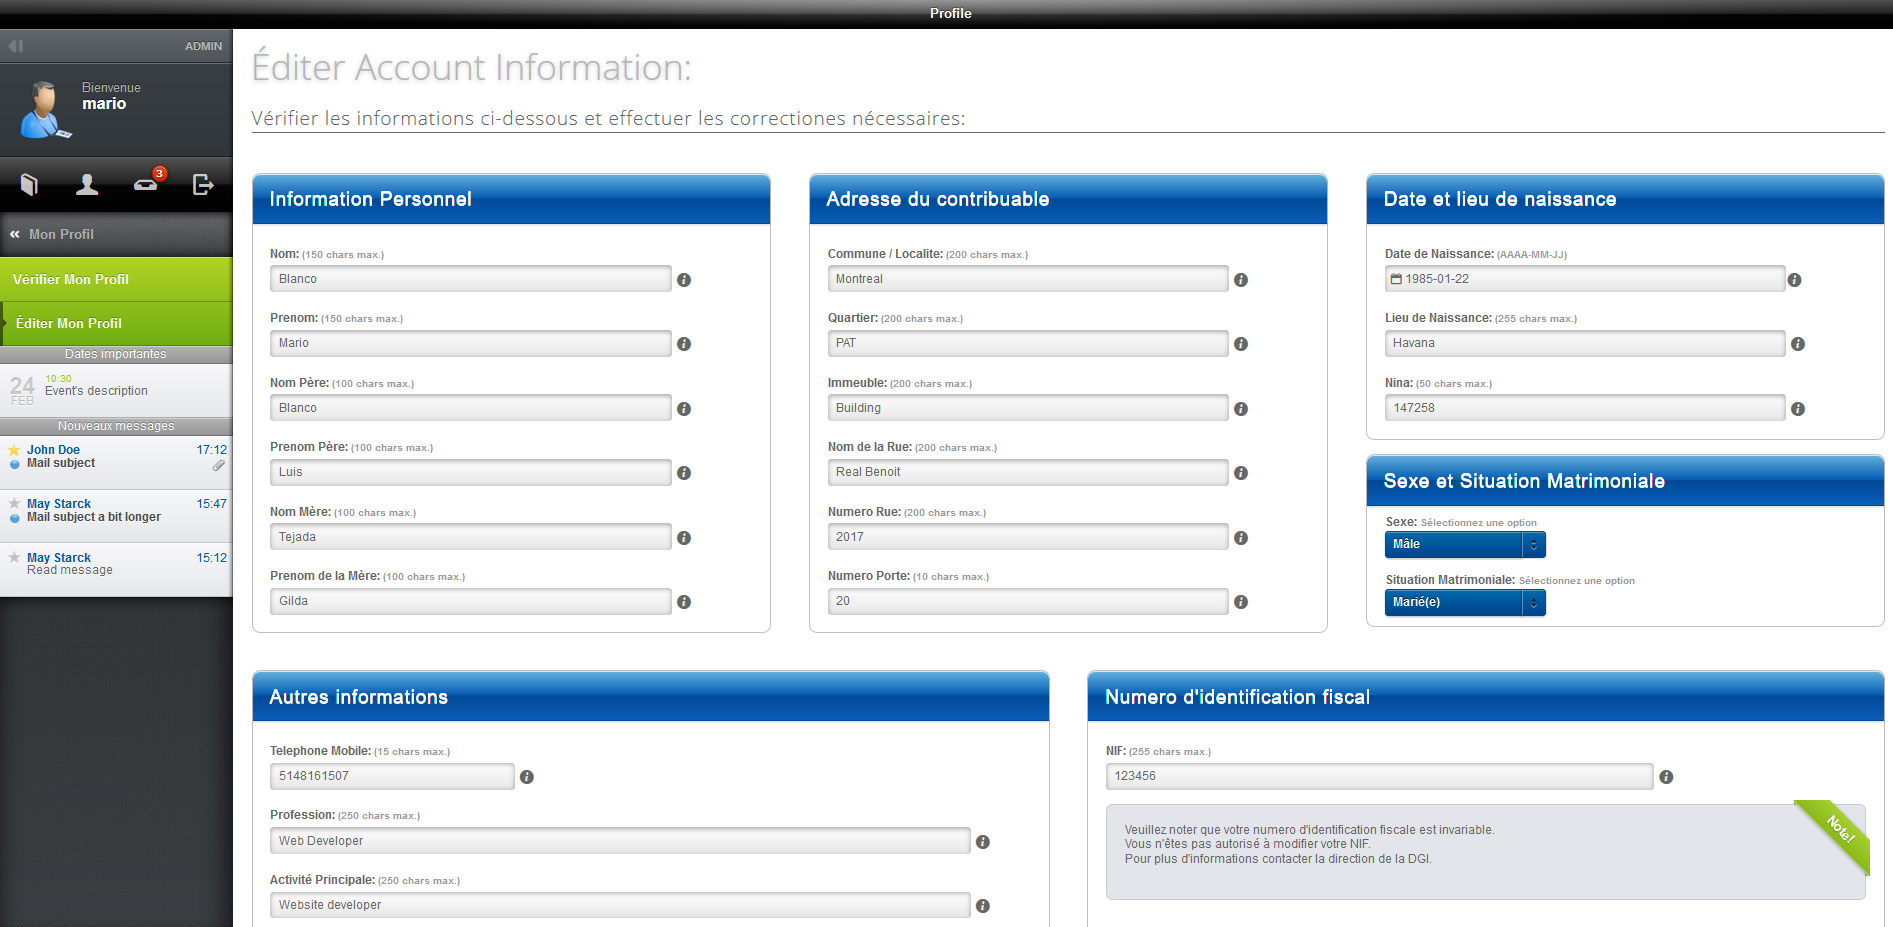 Profile
ADMIN
Bienvenue
mario
3
Mon Profil
Vérifier Mon Profil
Éditer Mon Profil
Dates importantes
24
FEB
10:30
Event's description
Nouveaux messages
John Doe 17:12
Mail subject
May Starck 15:47
Mail subject a bit longer
May Starck 15:12
Read message
Éditer Account Information:
Vérifier les informations ci-dessous et effectuer les correctiones nécessaires:
Information Personnel
Nom: (150 chars max.)
Blanco
Prenom: (150 chars max.)
Mario
Nom Père: (100 chars max.)
Blanco
Prenom Père: (100 chars max.)
Luis
Nom Mère: (100 chars max.)
Tejada
Prenom de la Mère: (100 chars max.)
Gilda
Adresse du contribuable
Commune / Localite: (200 chars max.)
Montreal
Quartier: (200 chars max.)
PAT
Immeuble: (200 chars max.)
Building
Nom de la Rue: (200 chars max.)
Real Benoit
Numero Rue: (200 chars max.)
2017
Numero Porte: (10 chars max.)
20
Date et lieu de naissance
Date de Naissance: (AAAA-MM-JJ)
1985-01-22
Lieu de Naissance: (255 chars max.)
Havana
Nina: (50 chars max.)
147258
Sexe et Situation Matrimoniale
Sexe: Sélectionnez une option
Mâle
Situation Matrimoniale: Sélectionnez une option
Marié(e)
Autres informations
Telephone Mobile: (15 chars max.)
5148161507
Profession: (250 chars max.)
Web Developer
Activité Principale: (250 chars max.)
Website developer
Numero d'identification fiscal
NIF: (255 chars max.)
123456
Note!
Veuillez noter que votre numero d'identification fiscale est invariable.
Vous n'êtes pas autorisé à modifier votre NIF.
Pour plus d'informations contacter la direction de la DGI.